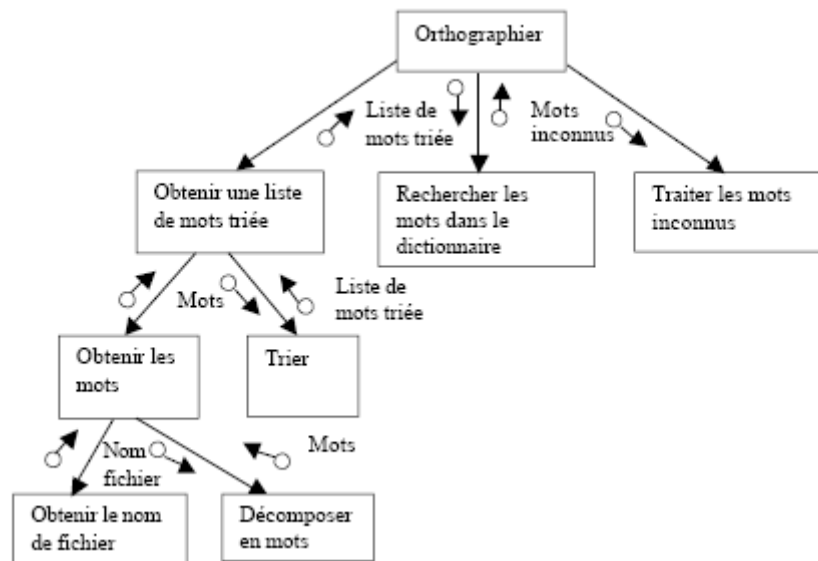 Orthographier
Liste de
mots triée
Mots
inconnus
Obtenir une liste
de mots triée
Rechercher les
mots dans le
dictionnaire
Traiter les mots
inconnus
Mots
Liste de
mots triée
Obtenir les
mots
Trier
Nom
fichier
Mots
Obtenir le nom
de fichier
Décomposer
en mots